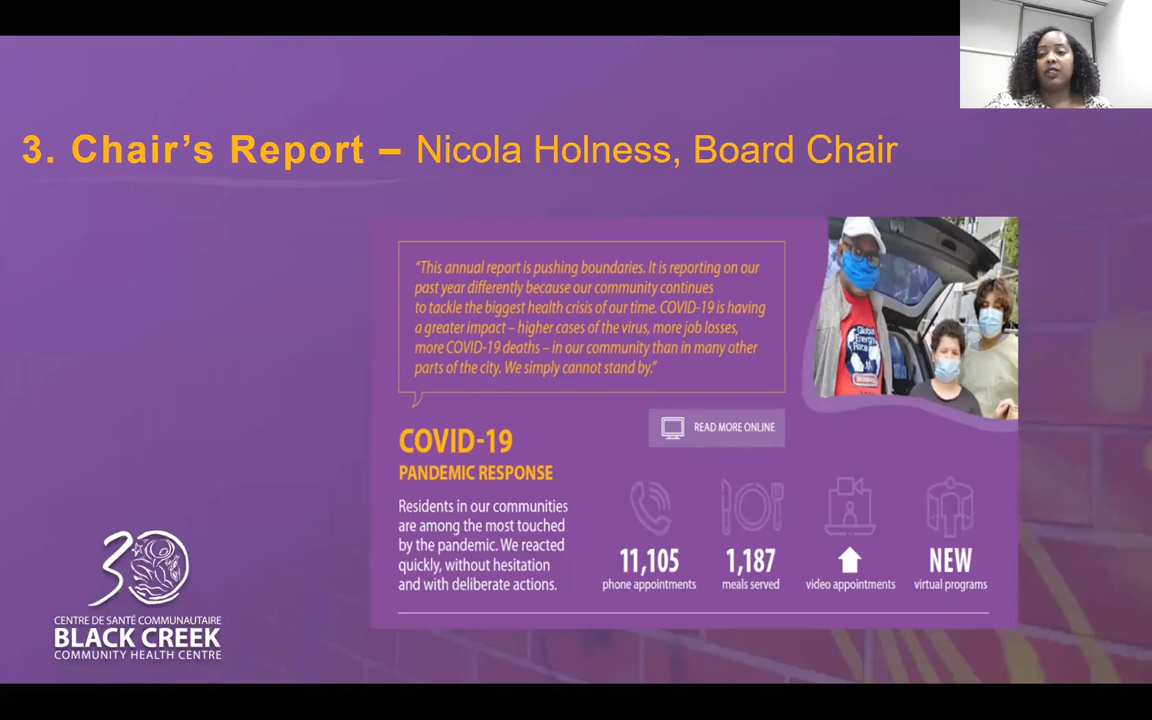 3. Chair's Report – Nicola Holness, Board Chair
“This annual report is pushing boundaries. It is reporting on our
past year differently because our community continues
to tackle the biggest health crisis of our time. COVID-19 is having
a greater impact – higher cases of the virus, more job losses,
more COVID-19 deaths – in our community than in many other
parts of the city. We simply cannot stand by.”
READ MORE ONLINE
COVID-19
PANDEMIC RESPONSE
Residents in our communities
are among the most touched
by the pandemic. We reacted
quickly, without hesitation
and with deliberate actions.
11,105
phone appointments
1,187
meals served
video appointments
NEW
virtual programs
Global
Energy
Race
30
CENTRE DE SANTÉ COMMUNAUTAIRE
BLACK CREEK
COMMUNITY HEALTH CENTRE